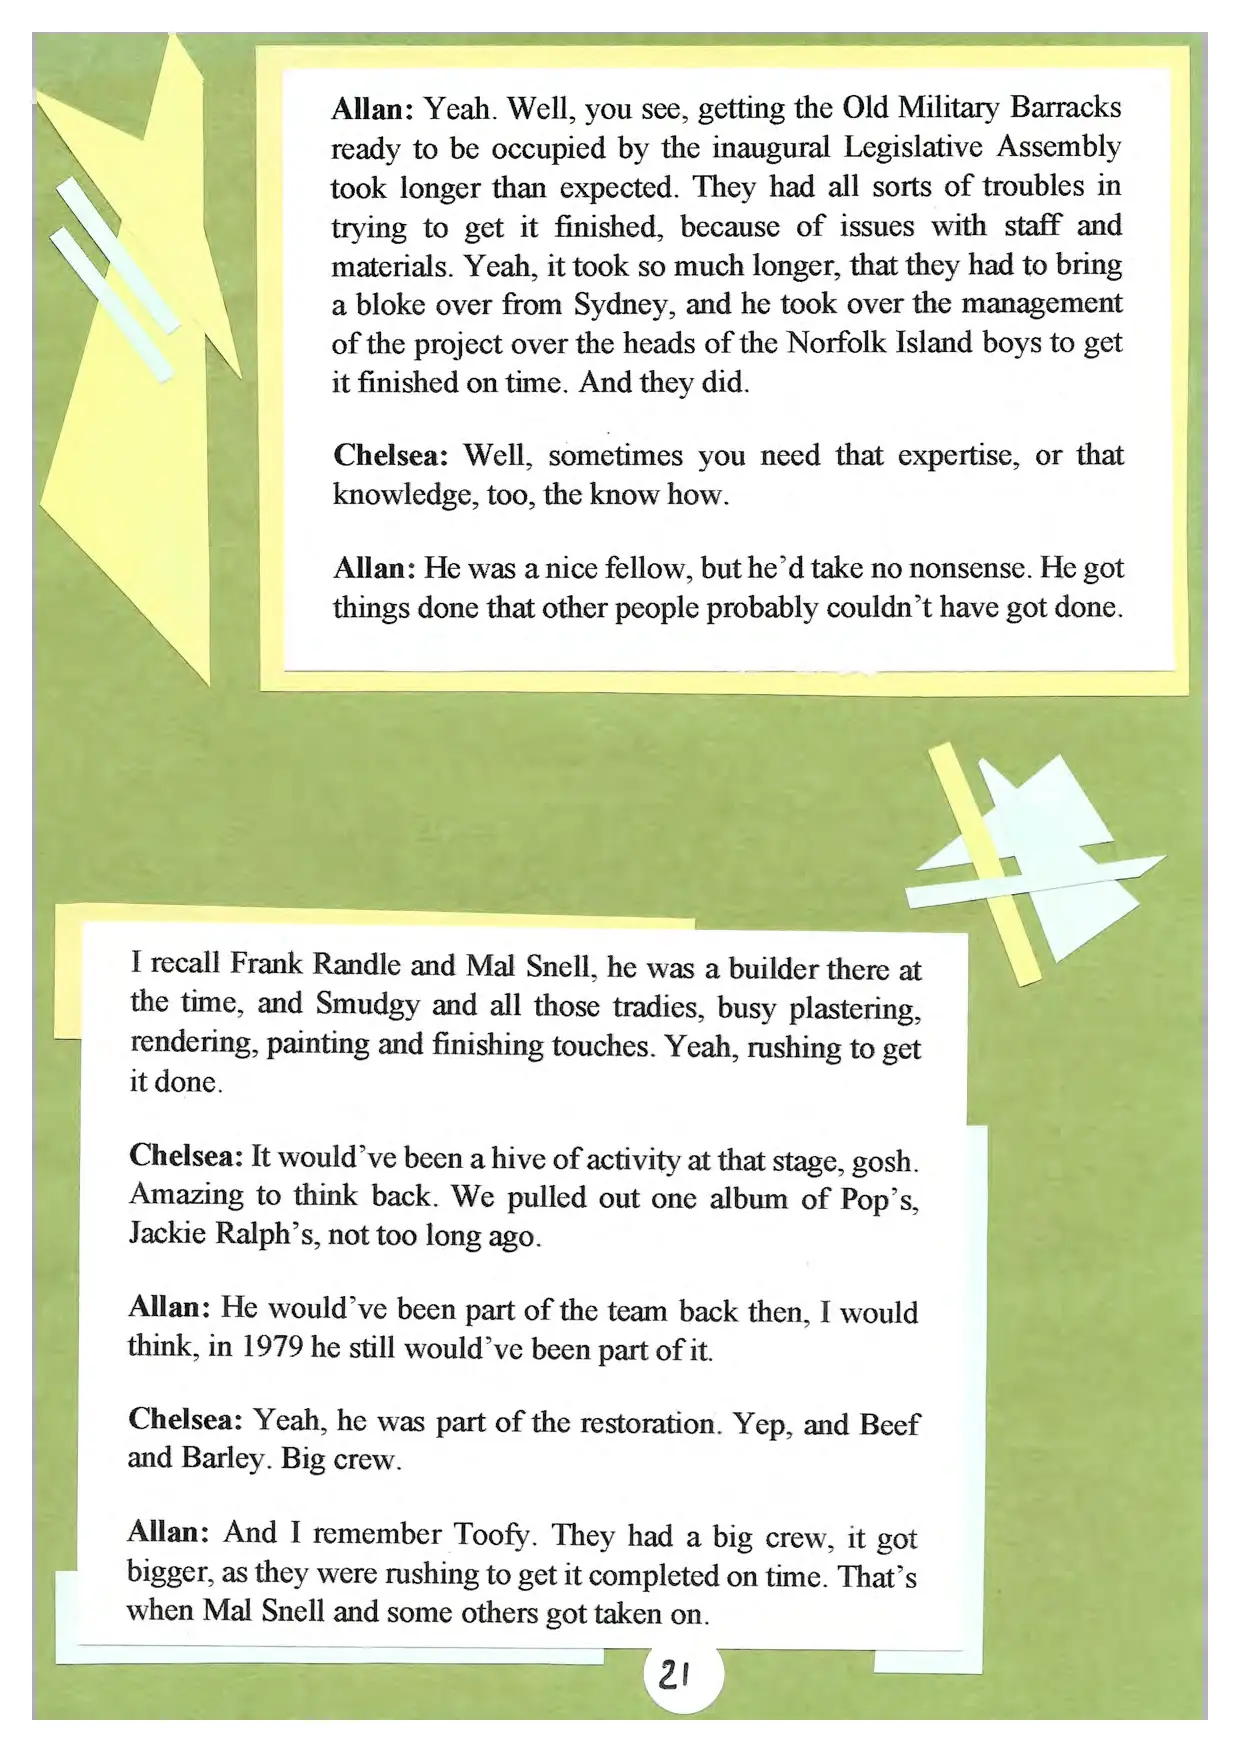 Allan: Yeah. Well, you see, getting the Old Military Barracks
ready to be occupied by the inaugural Legislative Assembly
took longer than expected. They had all sorts of troubles in
trying to get it finished, because of issues with staff and
materials. Yeah, it took so much longer, that they had to bring
a bloke over from Sydney, and he took over the management
of the project over the heads of the Norfolk Island boys to get
it finished on time. And they did.
Chelsea: Well, sometimes you need that expertise, or that
knowledge, too, the know how.
Allan: He was a nice fellow, but he'd take no nonsense. He got
things done that other people probably couldn't have got done.
I recall Frank Randle and Mal Snell, he was a builder there at
the time, and Smudgy and all those tradies, busy plastering,
rendering, painting and finishing touches. Yeah, rushing to get
it done.
Chelsea: It would've been a hive of activity at that stage, gosh.
Amazing to think back. We pulled out one album of Pop's,
Jackie Ralph's, not too long ago.
Allan: He would've been part of the team back then, I would
think, in 1979 he still would've been part of it.
Chelsea: Yeah, he was part of the restoration. Yep, and Beef
and Barley. Big crew.
Allan: And I remember Toofy. They had a big crew, it got
bigger, as they were rushing to get it completed on time. That's
when Mal Snell and some others got taken on.
21